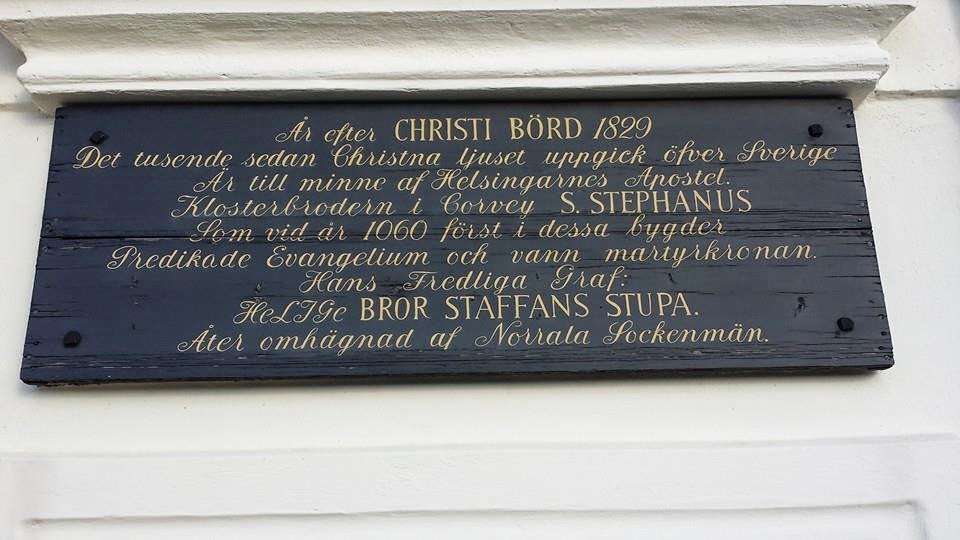 År efter CHRISTI BÖRD 1829
Det tusende sedan Christna ljuset uppgick öfver Sverige
Är till minne af Helsingarnes Apostel.
Klosterbrodern i Corvey S. STEPHANUS
Som vid år 1060 först i dessa bygder
Predikade Evangelium och vann martyrkronan.
Hans Fredliga Graf:
HeLIGe BROR STAFFANS STUPA.
Åter omhägnad af Norrala Sockenmän.